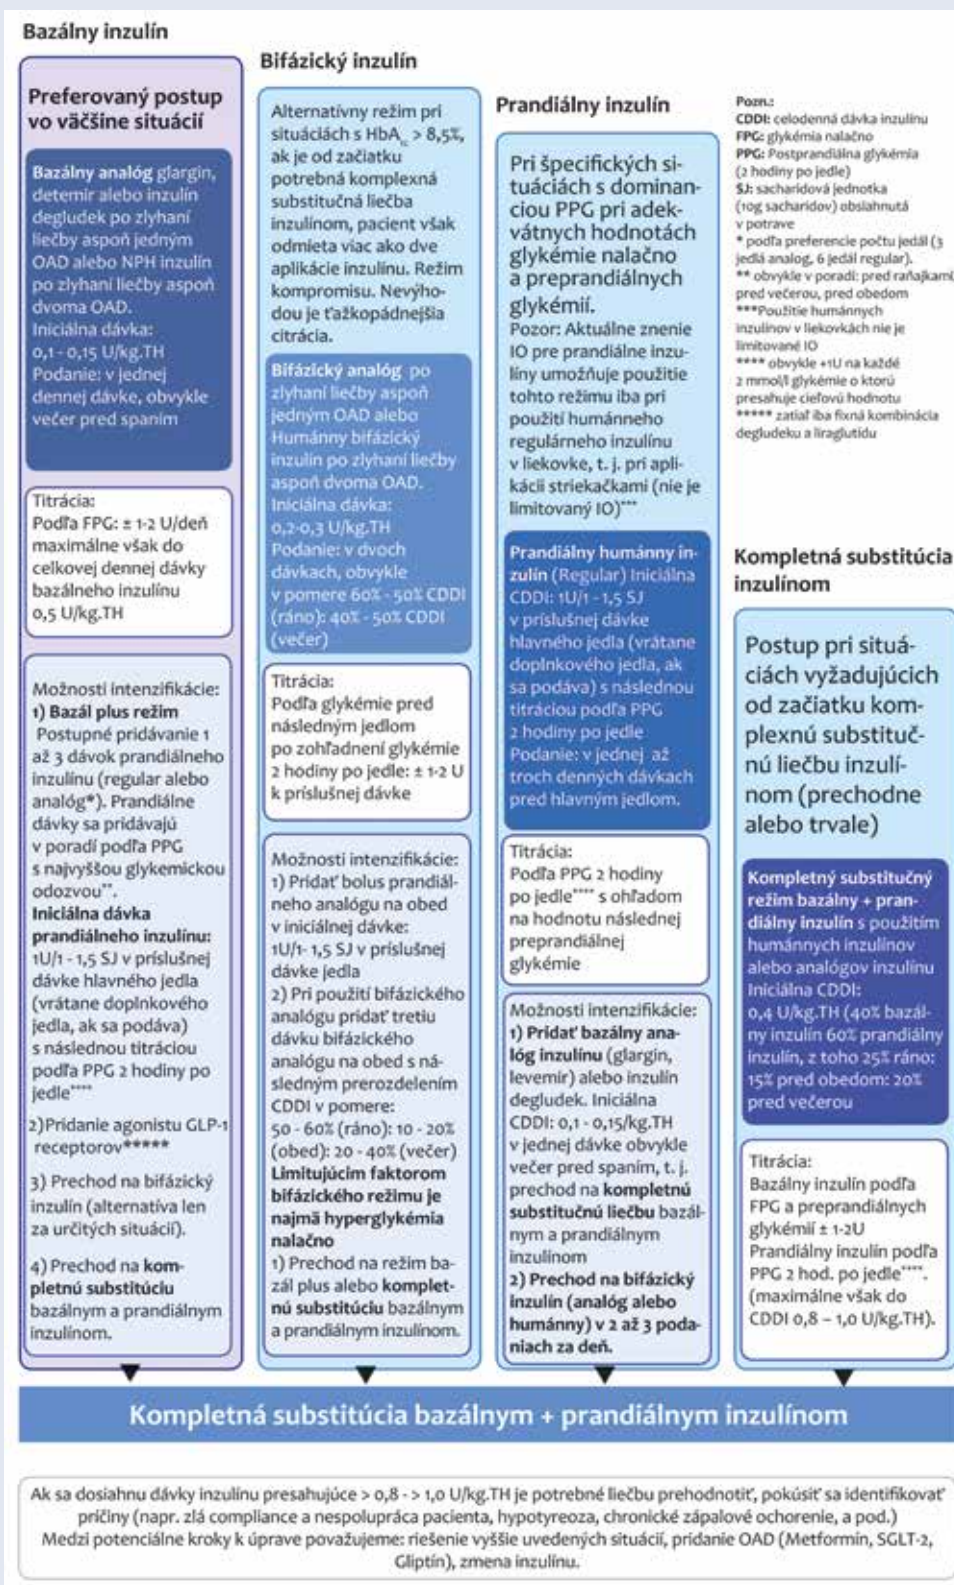 Bazálny inzulín
Preferovaný postup
vo väčšine situácií
Bazálny analóg glargin,
detemir alebo inzulín
degludek po zlyhaní
liečby aspoň jedným
OAD alebo NPH inzulín
po zlyhaní liečby aspoň
dvoma OAD.
Iniciálna dávka:
0,1 - 0,15 U/kg.TH
Podanie: v jednej
dennej dávke, obvykle
večer pred spaním
Titrácia:
Podľa FPG: ± 1-2 U/deň
maximálne však do
celkovej dennej dávky
bazálneho inzulínu
0,5 U/kg.TH
Možnosti intenzifikácie:
1) Bazál plus režim
Postupné pridávanie 1
až 3 dávok prandiálneho
inzulínu (regular alebo
analóg*). Prandiálne
dávky sa pridávajú
v poradí podľa PPG
s najvyššou glykemickou
odozvou**.
Iniciálna dávka
prandiálneho inzulínu:
1U/1 - 1,5 SJ v príslušnej
dávke hlavného jedla
(vrátane doplnkového
jedla, ak sa podáva)
s následnou titráciou
podľa PPG 2 hodiny po
jedle****
2)Pridanie agonistu GLP-1
receptorov*****
3) Prechod na bifázický
inzulín (alternatíva len
za určitých situácií).
4) Prechod na kom-
pletnú substitúciu
bazálnym a prandiálnym
inzulínom.
Bifázický inzulín
Alternatívny režim pri
situáciách s HbA1c > 8,5%,
ak je od začiatku
potrebná komplexná
substitučná liečba
inzulínom, pacient však
odmieta viac ako dve
aplikácie inzulínu. Režim
kompromisu. Nevýho-
dou je ťažkopádnejšia
citrácia.
Bifázický analóg po
zlyhaní liečby aspoň
jedným OAD alebo
Humánny bifázický
inzulín po zlyhaní liečby
aspoň dvoma OAD.
Iniciálna dávka:
0,2-0,3 U/kg.TH
Podanie: v dvoch
dávkach, obvykle
v pomere 60% - 50% CDDI
(ráno): 40% - 50% CDDI
(večer)
Titrácia:
Podľa glykémie pred
následným jedlom
po zohľadnení glykémie
2 hodiny po jedle: ± 1-2 U
k príslušnej dávke
Možnosti intenzifikácie:
1) Pridať bolus prandiál-
neho analógu na obed
v iniciálnej dávke:
1U/1- 1,5 SJ v príslušnej
dávke jedla
2) Pri použití bifázického
analógu pridať tretiu
dávku bifázického
analógu na obed s ná-
sledným prerozdelením
CDDI v pomere:
50 - 60% (ráno): 10 - 20%
(obed): 20 - 40% (večer)
Limitujúcim faktorom
bifázického režimu je
najmä hyperglykémia
nalačno
1) Prechod na režim ba-
zál plus alebo komplet-
nú substitúciu bazálnym
a prandiálnym inzulínom.
Prandiálny inzulín
Pri špecifických si-
tuáciách s dominan-
ciou PPG pri adek-
vátnych hodnotách
glykémie nalačno
a preprandiálnych
glykémií.
Pozor: Aktuálne znenie
IO pre prandiálne inzu-
líny umožňuje použitie
tohto režimu iba pri
použití humánneho
regulárneho inzulínu
v liekovke, t. j. pri apli-
kácii striekačkami (nie je
limitovaný IO)***
Prandiálny humánny in-
zulín (Regular) Iniciálna
CDDI: 1U/1 - 1,5 SJ
v príslušnej dávke
hlavného jedla (vrátane
doplnkového jedla, ak
sa podáva) s následnou
titráciou podľa PPG
2 hodiny po jedle
Podanie: v jednej až
troch denných dávkach
pred hlavným jedlom.
Titrácia:
Podľa PPG 2 hodiny
po jedle**** s ohľadom
na hodnotu následnej
preprandiálnej
glykémie
Možnosti intenzifikácie:
1) Pridať bazálny ana-
lóg inzulínu (glargin,
levemir) alebo inzulín
degludek. Iniciálna
CDDI: 0,1 - 0,15/kg.TH
v jednej dávke obvykle
večer pred spaním, t. j.
prechod na kompletnú
substitučnú liečbu bazál-
nym a prandiálnym
inzulínom
2) Prechod na bifázický
inzulín (analóg alebo
humánny) v 2 až 3 poda-
niach za deň.
Pozn.:
CDDI: celodenná dávka inzulínu
FPG: glykémia nalačno
PPG: Postprandiálna glykémia
(2 hodiny po jedle)
SJ: sacharidová jednotka
(10g sacharidov) obsiahnutá
v potrave
* podľa preferencie počtu jedál (3
jedlá analog, 6 jedál regular).
** obvykle v poradí: pred raňajkami,
pred večerou, pred obedom
***Použitie humánnych
inzulínov v liekovkách nie je
limitované IO
**** obvykle +1U na každé
2 mmol/l glykémie o ktorú
presahuje cieľovú hodnotu
***** zatiaľ iba fixná kombinácia
degludeku a liraglutidu
Kompletná substitúcia
inzulínom
Postup pri situá-
ciách vyžadujúcich
od začiatku kom-
plexnú substituč-
nú liečbu inzulí-
nom (prechodne
alebo trvale)
Kompletný substitučný
režim bazálny + pran-
diálny inzulín s použitím
humánnych inzulínov
alebo analógov inzulínu
Iniciálna CDDI:
0,4 U/kg.TH (40% bazál-
ny inzulín 60% prandiálny
inzulín, z toho 25% ráno:
15% pred obedom: 20%
pred večerou
Titrácia:
Bazálny inzulín podľa
FPG a preprandiálnych
glykémií ± 1-2U
Prandiálny inzulín podľa
PPG 2 hod. po jedle****.
(maximálne však do
CDDI 0,8 – 1,0 U/kg.TH).
Kompletná substitúcia bazálnym + prandiálnym inzulínom
Ak sa dosiahnu dávky inzulínu presahujúce > 0,8 - > 1,0 U/kg.TH je potrebné liečbu prehodnotiť, pokúsiť sa identifikovať
príčiny (napr. zlá compliance a nespolupráca pacienta, hypotyreoza, chronické zápalové ochorenie, a pod.)
Medzi potenciálne kroky k úprave považujeme: riešenie vyššie uvedených situácií, pridanie OAD (Metformín, SGLT-2,
Gliptín), zmena inzulínu.